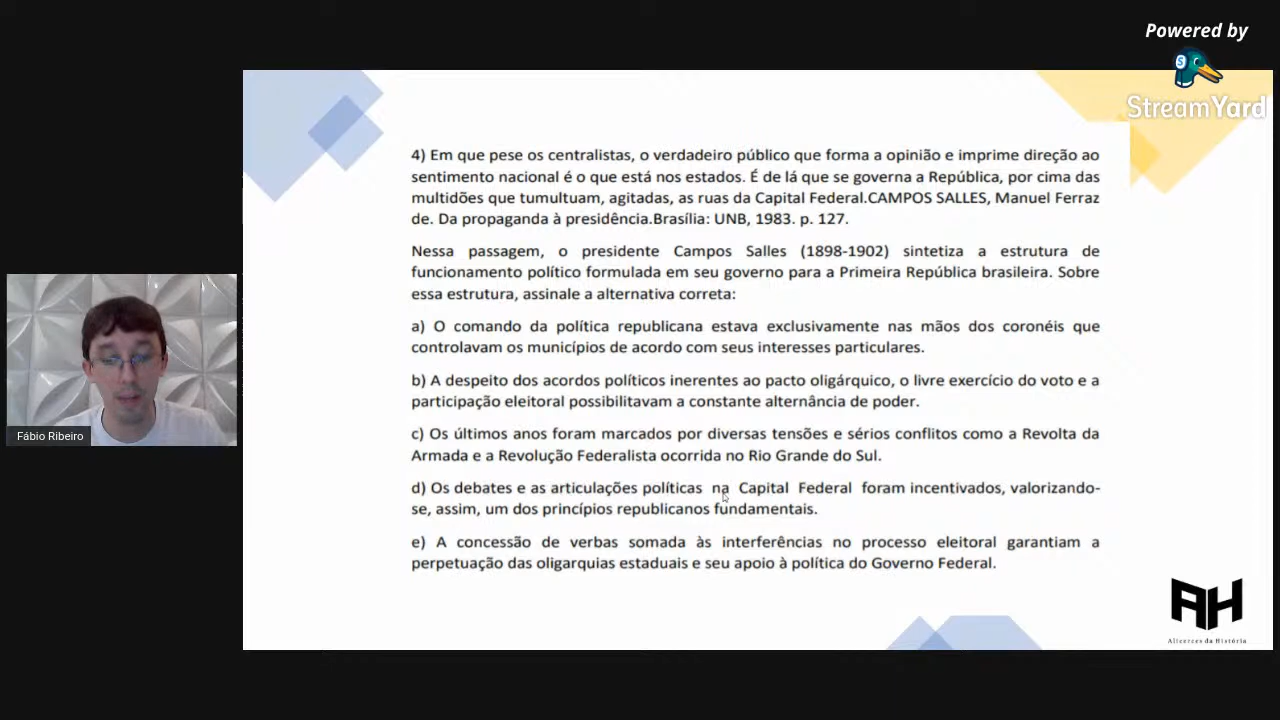 Powered by
StreamYard
4) Em que pese os centralistas, o verdadeiro público que forma a opinião e imprime direção ao
sentimento nacional é o que está nos estados. É de lá que se governa a República, por cima das
multidões que tumultuam, agitadas, as ruas da Capital Federal.CAMPOS SALLES, Manuel Ferraz
de. Da propaganda à presidência.Brasília: UNB, 1983. p. 127.
Nessa passagem, o presidente Campos Salles (1898-1902) sintetiza a estrutura de
funcionamento político formulada em seu governo para a Primeira República brasileira. Sobre
essa estrutura, assinale a alternativa correta:
a) O comando da política republicana estava exclusivamente nas mãos dos coronéis que
controlavam os municípios de acordo com seus interesses particulares.
b) A despeito dos acordos políticos inerentes ao pacto oligárquico, o livre exercício do voto e a
participação eleitoral possibilitavam a constante alternância de poder.
c) Os últimos anos foram marcados por diversas tensões e sérios conflitos como a Revolta da
Armada e a Revolução Federalista ocorrida no Rio Grande do Sul.
d) Os debates e as articulações políticas na Capital Federal foram incentivados, valorizando-
se, assim, um dos princípios republicanos fundamentais.
e) A concessão de verbas somada às interferências no processo eleitoral garantiam a
perpetuação das oligarquias estaduais e seu apoio à política do Governo Federal.
Fábio Ribeiro
AH
Alicerces da História